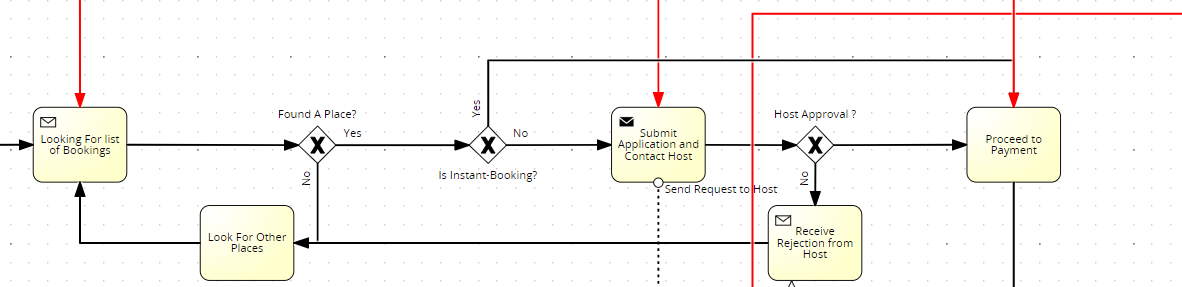 Looking For list
of Bookings
Found A Place?
Yes
No
Look For Other
Places
Yes
No
Is Instant-Booking?
Submit
Application and
Contact Host
Send Request to Host
Host Approval ?
No
Receive
Rejection from
Host
Proceed to
Payment